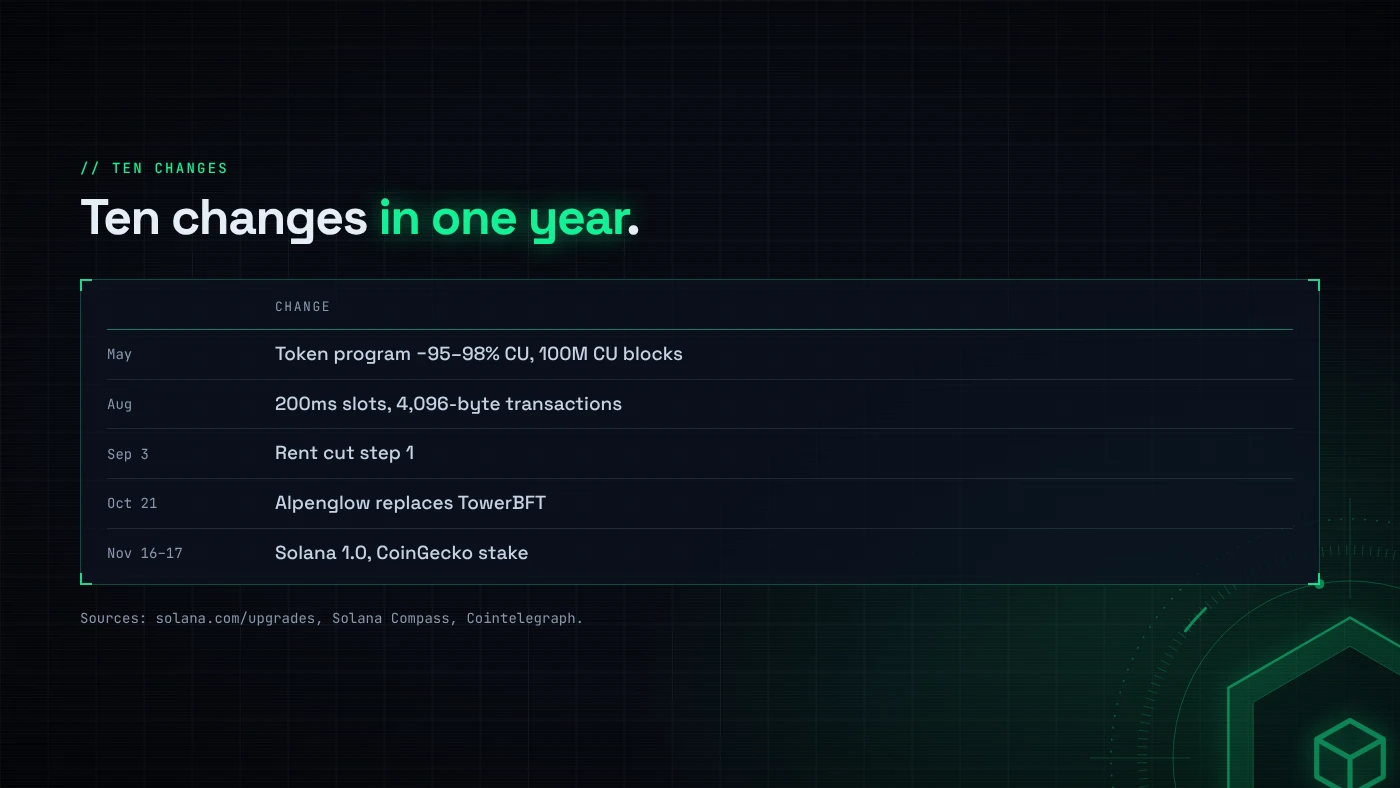 // TEN CHANGES
Ten changes in one year.
CHANGE
May Token program −95–98% CU, 100M CU blocks
Aug 200ms slots, 4,096-byte transactions
Sep 3 Rent cut step 1
Oct 21 Alpenglow replaces TowerBFT
Nov 16–17 Solana 1.0, CoinGecko stake
Sources: solana.com/upgrades, Solana Compass, Cointelegraph.